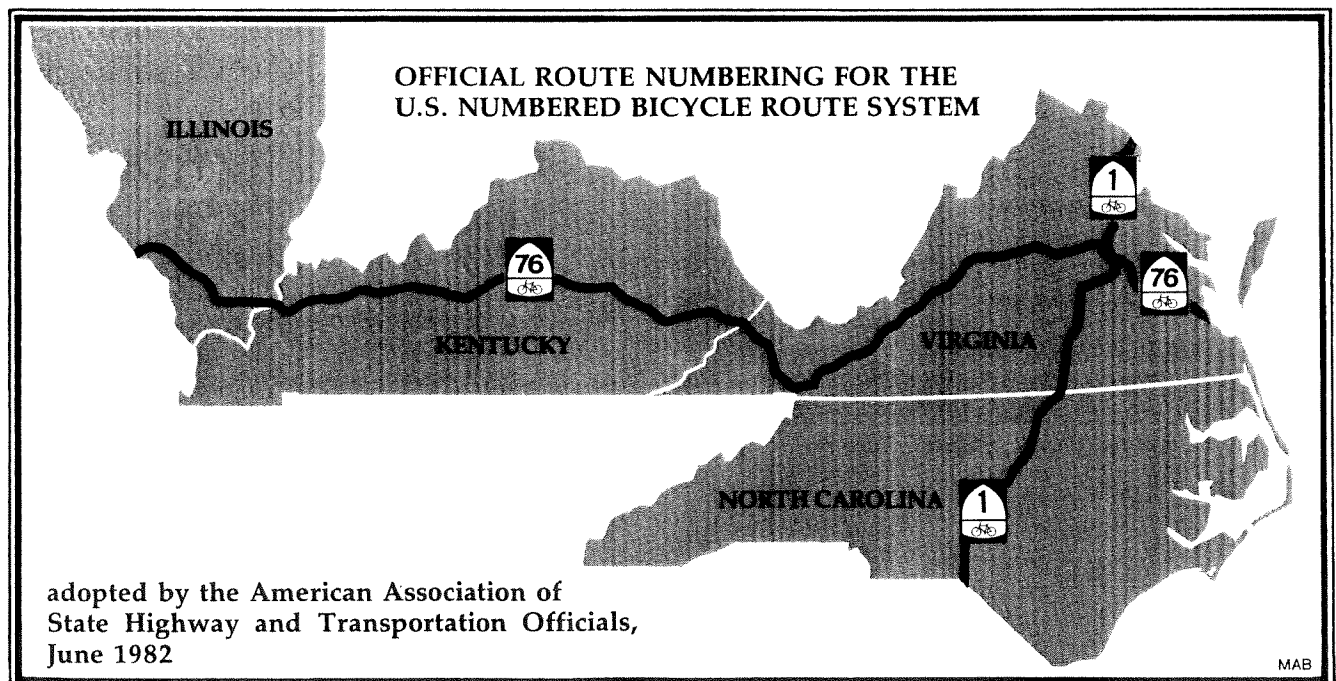 OFFICIAL ROUTE NUMBERING FOR THE
U.S. NUMBERED BICYCLE ROUTE SYSTEM
ILLINOIS
1
76
76
KENTUCKY
VIRGINIA
NORTH CAROLINA
1
adopted by the American Association of
State Highway and Transportation Officials,
June 1982
MAB